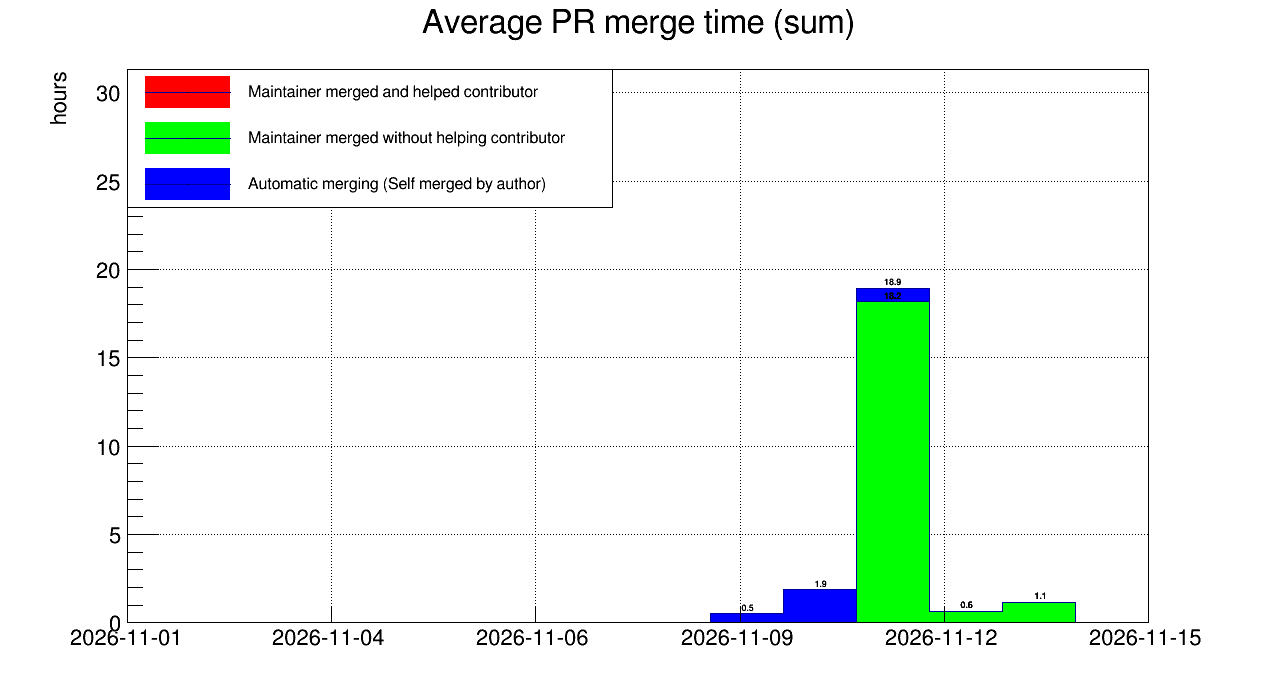 Average PR merge time (sum)
hours
Maintainer merged and helped contributor
Maintainer merged without helping contributor
Automatic merging (Self merged by author)
30
25
20
15
10
5
0
18.9
18.2
1.9
0.5
0.6
1.1
2026-11-01 2026-11-04 2026-11-06 2026-11-09 2026-11-12 2026-11-15